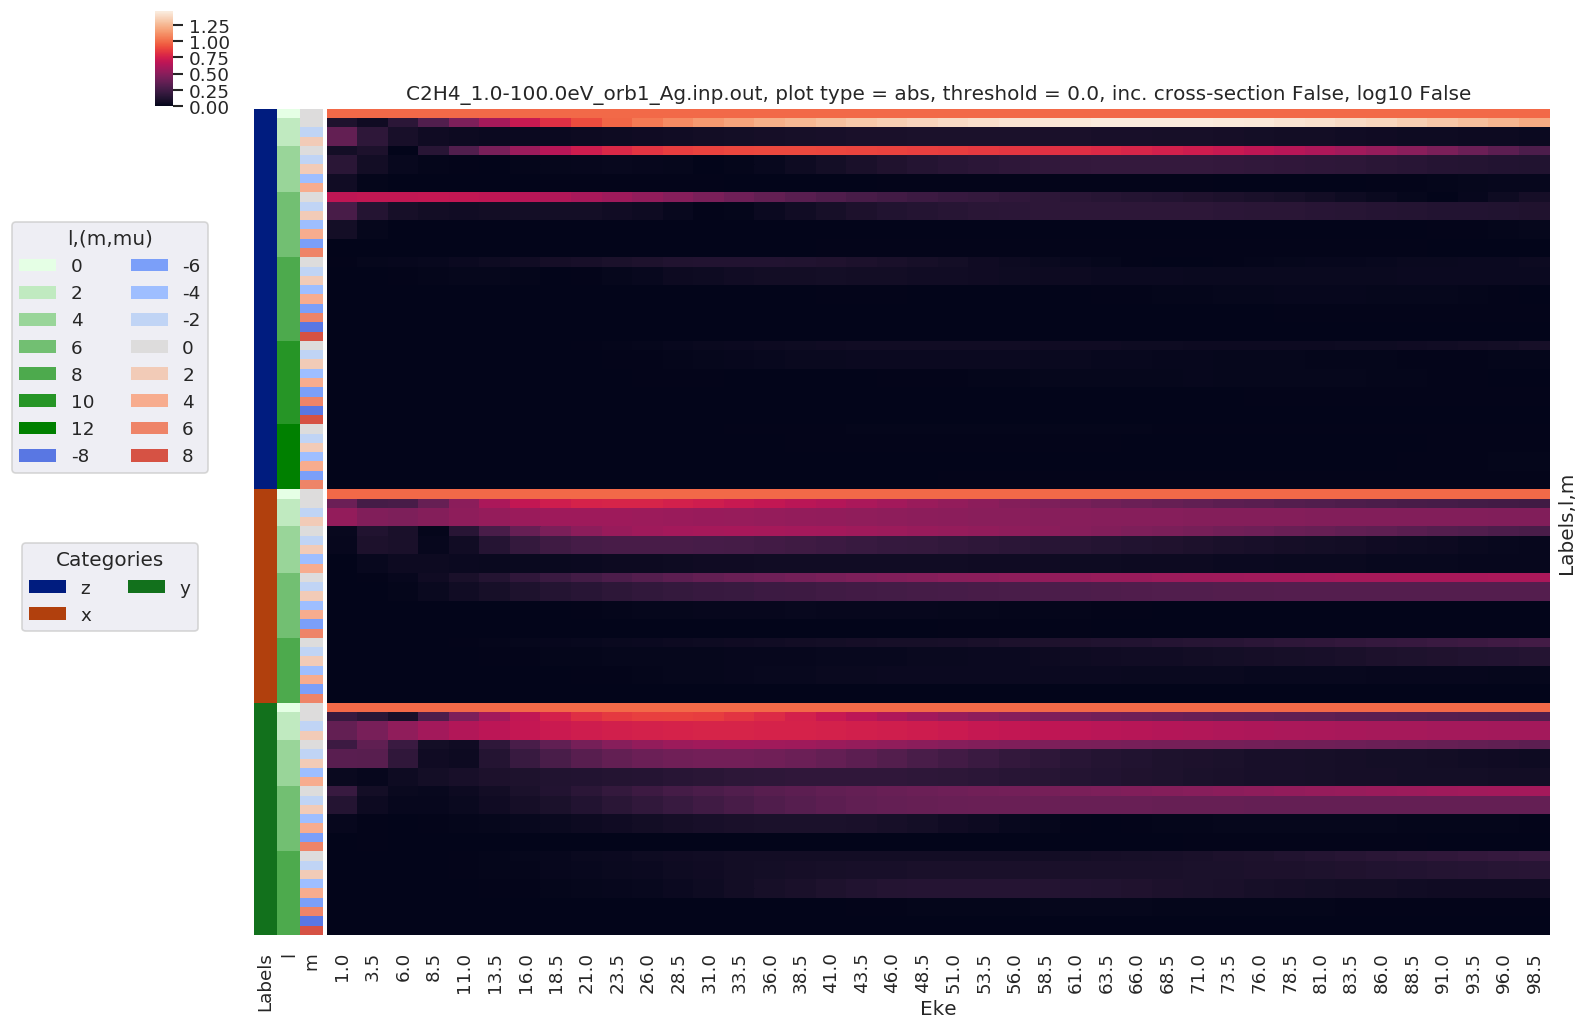 1.25
1.00
0.75
0.50
0.25
0.00
C2H4_1.0-100.0eV_orb1_Ag.inp.out, plot type = abs, threshold = 0.0, inc. cross-section False, log10 False
l,(m,mu)
0 -6
2 -4
4 -2
6 0
8 2
10 4
12 6
-8 8
Categories
z y
x
Labels,l,m
Labels l m 1.0 3.5 6.0 8.5 11.0 13.5 16.0 18.5 21.0 23.5 26.0 28.5 31.0 33.5 36.0 38.5 41.0 43.5 46.0 48.5 51.0 53.5 56.0 58.5 61.0 63.5 66.0 68.5 71.0 73.5 76.0 78.5 81.0 83.5 86.0 88.5 91.0 93.5 96.0 98.5
Eke